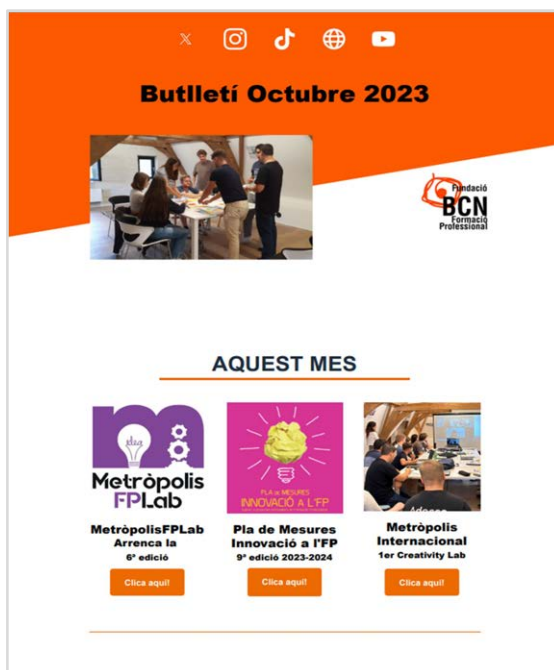 Butlletí Octubre 2023
Fundació
BCN
Formació
Professional
AQUEST MES
idea
Metròpolis
FPLab
PLA DE MESURES
INNOVACIÓ A L'FP
MetròpolisFPLab
Arrenca la
6ª edició
Pla de Mesures
Innovació a l'FP
9ª edició 2023-2024
Metròpolis
Internacional
1er Creativity Lab
Clica aquí!
Clica aquí!
Clica aquí!